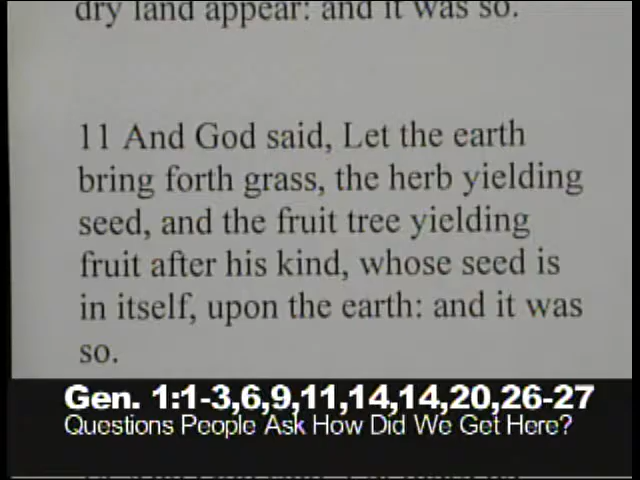 dry land appear: and it was so.
11 And God said, Let the earth
bring forth grass, the herb yielding
seed, and the fruit tree yielding
fruit after his kind, whose seed is
in itself, upon the earth: and it was
so.
Gen. 1:1-3,6,9,11,14,14,20,26-27
Questions People Ask How Did We Get Here?